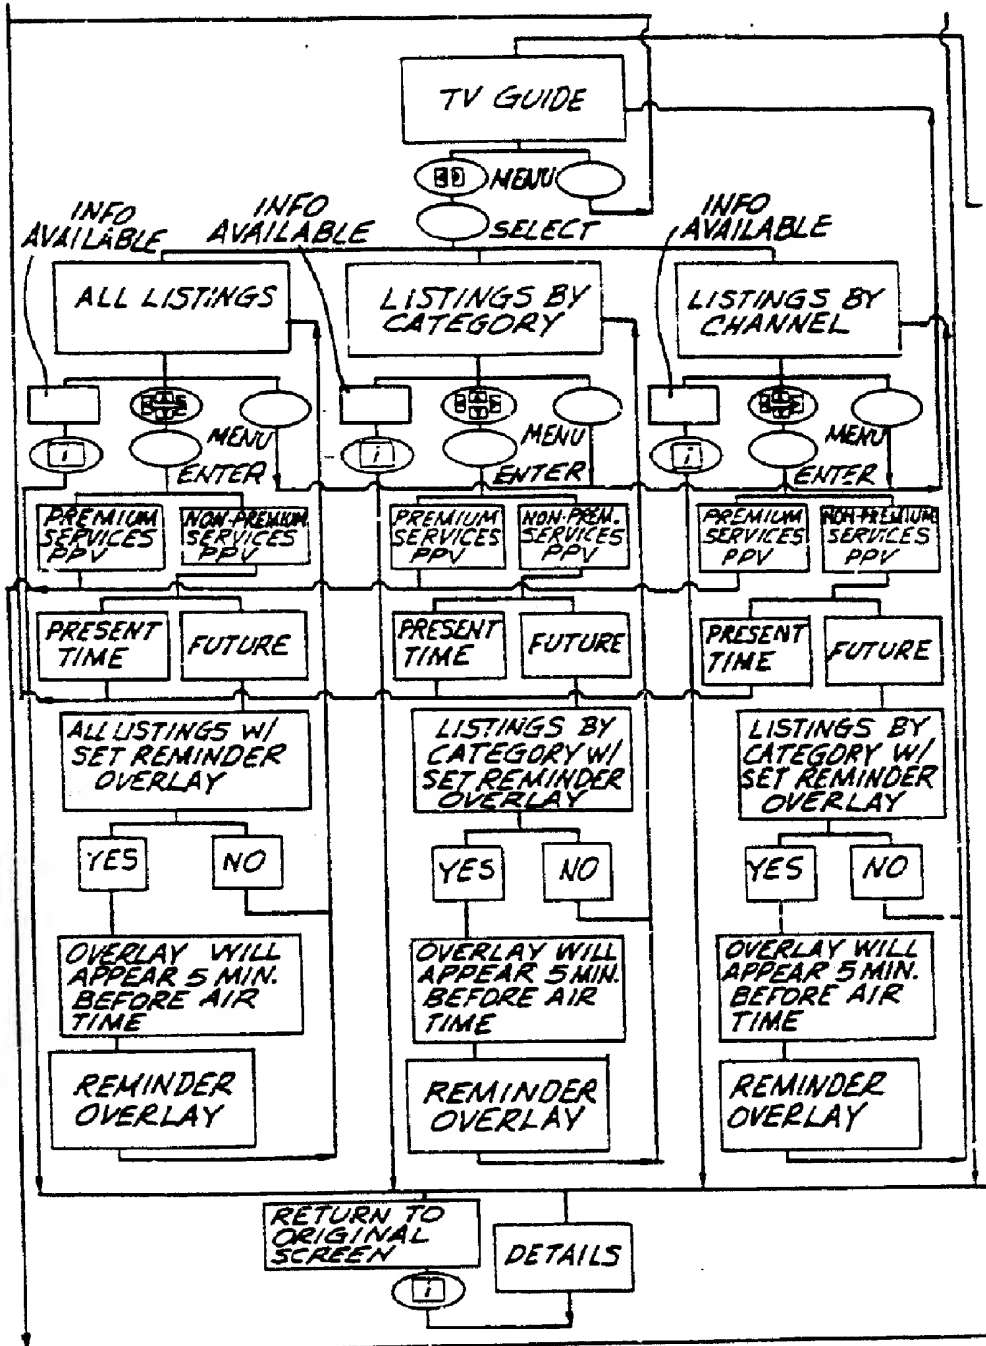 TV GUIDE
MENU
SELECT
INFO
AVAILABLE
INFO
AVAILABLE
INFO
AVAILABLE
ALL LISTINGS
LISTINGS BY
CATEGORY
LISTINGS BY
CHANNEL
i
MENU
ENTER
i
MENU
ENTER
i
MENU
ENTER
PREMIUM
SERVICES
PPV
NON-PREMIUM
SERVICES
PPV
PREMIUM
SERVICES
PPV
NON-PREM.
SERVICES
PPV
PREMIUM
SERVICES
PPV
NON-PREMIUM
SERVICES
PPV
PRESENT
TIME
FUTURE
PRESENT
TIME
FUTURE
PRESENT
TIME
FUTURE
ALL LISTINGS W/
SET REMINDER
OVERLAY
LISTINGS BY
CATEGORY W/
SET REMINDER
OVERLAY
LISTINGS BY
CATEGORY W/
SET REMINDER
OVERLAY
YES
NO
YES
NO
YES
NO
OVERLAY WILL
APPEAR 5 MIN.
BEFORE AIR
TIME
OVERLAY WILL
APPEAR 5 MIN.
BEFORE AIR
TIME
OVERLAY WILL
APPEAR 5 MIN.
BEFORE AIR
TIME
REMINDER
OVERLAY
REMINDER
OVERLAY
REMINDER
OVERLAY
RETURN TO
ORIGINAL
SCREEN
i
DETAILS